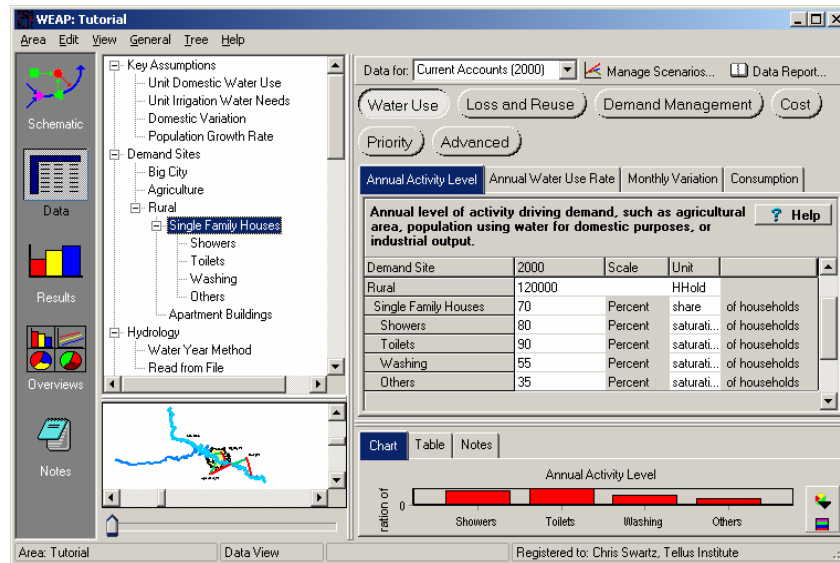 WEAP: Tutorial
Area Edit View General Tree Help
Schematic
Data
Results
Overviews
Notes
Key Assumptions
Unit Domestic Water Use
Unit Irrigation Water Needs
Domestic Variation
Population Growth Rate
Demand Sites
Big City
Agriculture
Rural
Single Family Houses
Showers
Toilets
Washing
Others
Apartment Buildings
Hydrology
Water Year Method
Read from File
Data for: Current Accounts (2000) Manage Scenarios... Data Report...
Water Use Loss and Reuse Demand Management Cost
Priority Advanced
Annual Activity Level Annual Water Use Rate Monthly Variation Consumption
Annual level of activity driving demand, such as agricultural
area, population using water for domestic purposes, or
industrial output.
? Help
Demand Site 2000 Scale Unit
Rural 120000 HHold
Single Family Houses 70 Percent share of households
Showers 80 Percent saturati... of households
Toilets 90 Percent saturati... of households
Washing 55 Percent saturati... of households
Others 35 Percent saturati... of households
Chart Table Notes
Annual Activity Level
ration of
0
Showers Toilets Washing Others
Area: Tutorial Data View Registered to: Chris Swartz, Tellus Institute